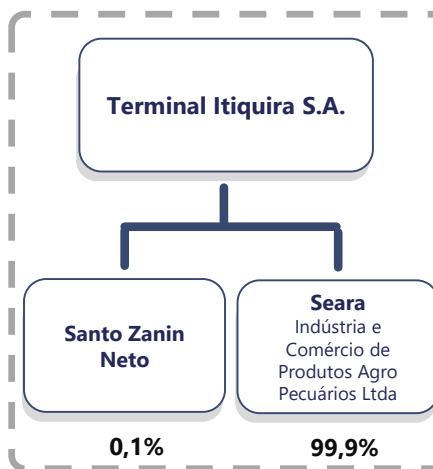 Terminal Itiquira S.A.
Santo Zanin
Neto
Seara
Indústria e
Comércio de
Produtos Agro
Pecuários Ltda
0,1%
99,9%